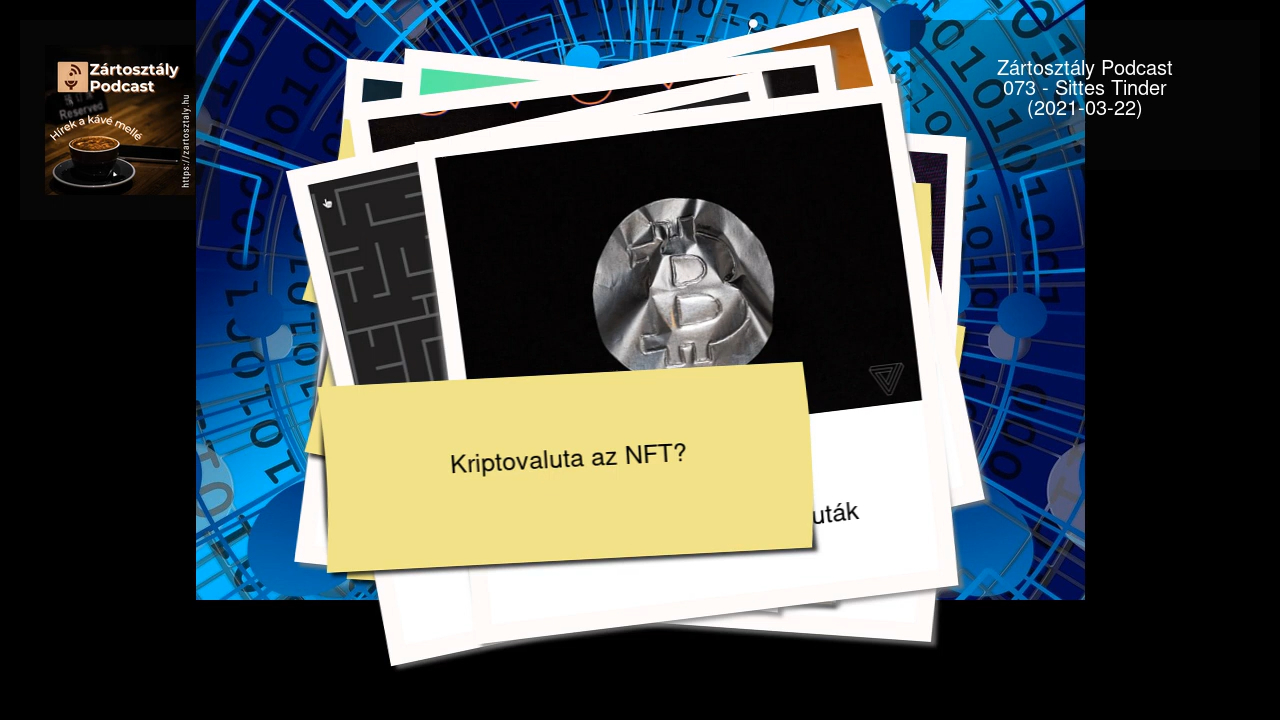 Zártosztály
Podcast
Reserved
Hírek a kávé mellé
https://zartosztaly.hu
Zártosztály Podcast
073 - Sittes Tinder
(2021-03-22)
Kriptovaluta az NFT?
uták